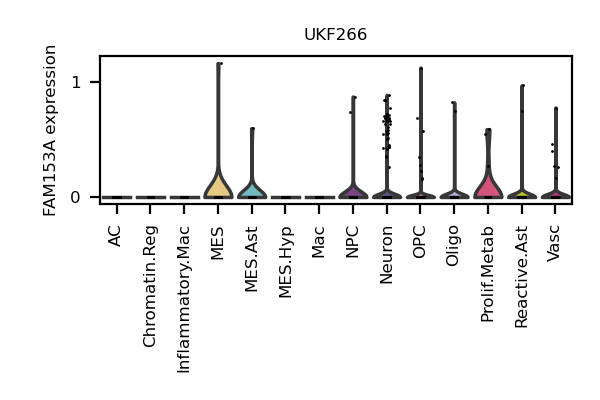 UKF266
FAM153A expression
1
0
AC
Chromatin.Reg
Inflammatory.Mac
MES
MES.Ast
MES.Hyp
Mac
NPC
Neuron
OPC
Oligo
Prolif.Metab
Reactive.Ast
Vasc